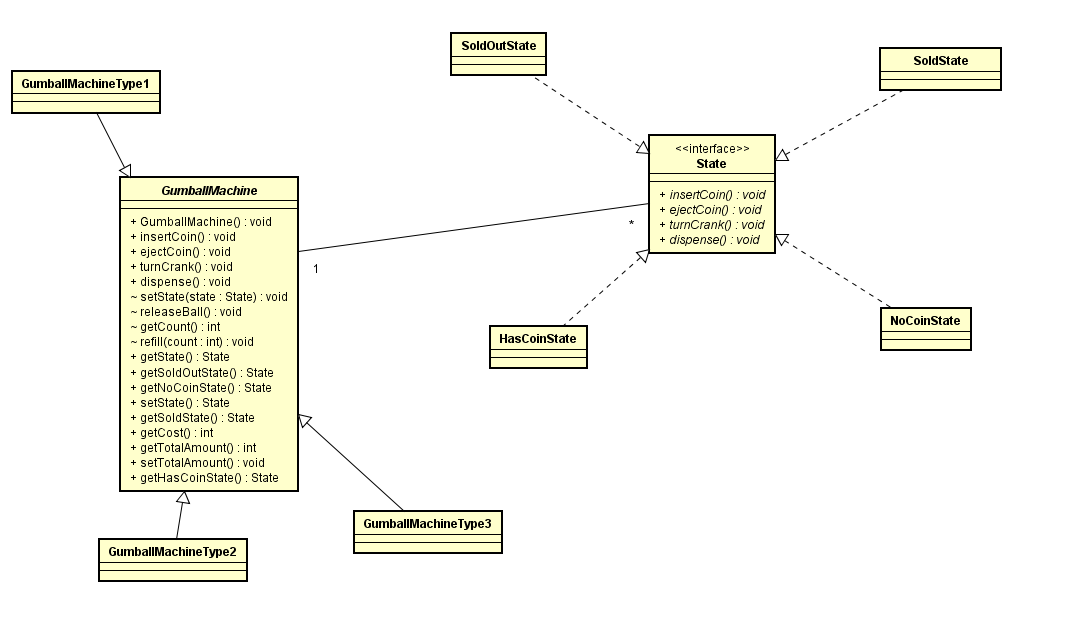 SoldOutState
SoldState
GumballMachineType1
<<interface>>
State
+ insertCoin() : void
+ ejectCoin() : void
+ turnCrank() : void
+ dispense() : void
GumballMachine
+ GumballMachine() : void
+ insertCoin() : void
+ ejectCoin() : void
+ turnCrank() : void
+ dispense() : void
~ setState(state : State) : void
~ releaseBall() : void
~ getCount() : int
~ refill(count : int) : void
+ getState() : State
+ getSoldOutState() : State
+ getNoCoinState() : State
+ setState() : State
+ getSoldState() : State
+ getCost() : int
+ getTotalAmount() : int
+ setTotalAmount() : void
+ getHasCoinState() : State
*
1
HasCoinState
NoCoinState
GumballMachineType3
GumballMachineType2